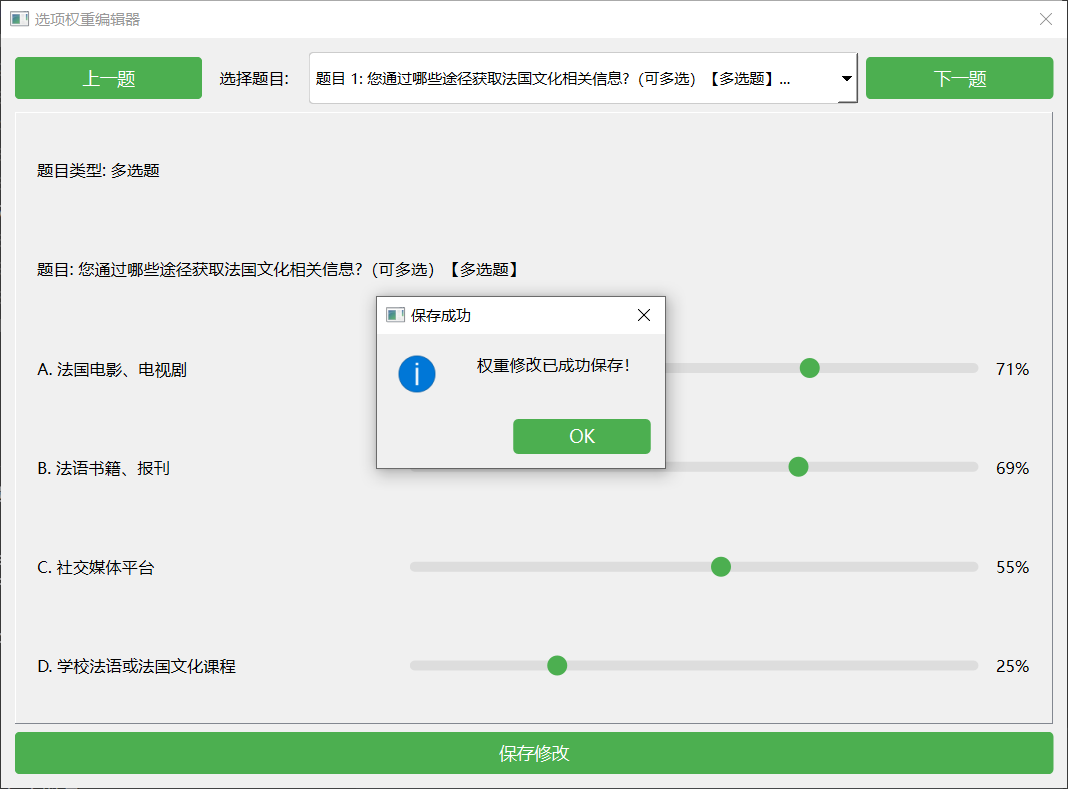 选项权重编辑器
上一题
选择题目:
题目 1: 您通过哪些途径获取法国文化相关信息?（可多选）【多选题】...
下一题
题目类型: 多选题
题目: 您通过哪些途径获取法国文化相关信息?（可多选）【多选题】
保存成功
权重修改已成功保存!
OK
A. 法国电影、电视剧
71%
B. 法语书籍、报刊
69%
C. 社交媒体平台
55%
D. 学校法语或法国文化课程
25%
保存修改